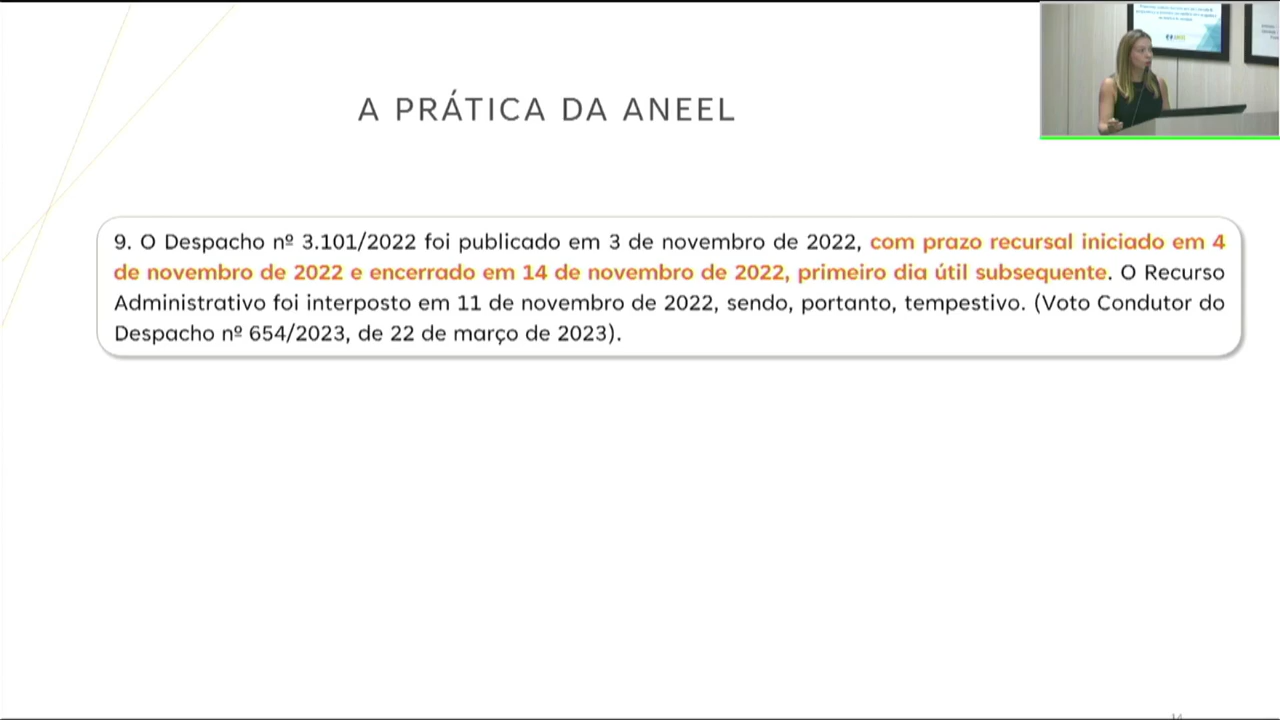 A PRÁTICA DA ANEEL
9. O Despacho nº 3.101/2022 foi publicado em 3 de novembro de 2022, com prazo recursal iniciado em 4
de novembro de 2022 e encerrado em 14 de novembro de 2022, primeiro dia útil subsequente. O Recurso
Administrativo foi interposto em 11 de novembro de 2022, sendo, portanto, tempestivo. (Voto Condutor do
Despacho nº 654/2023, de 22 de março de 2023).